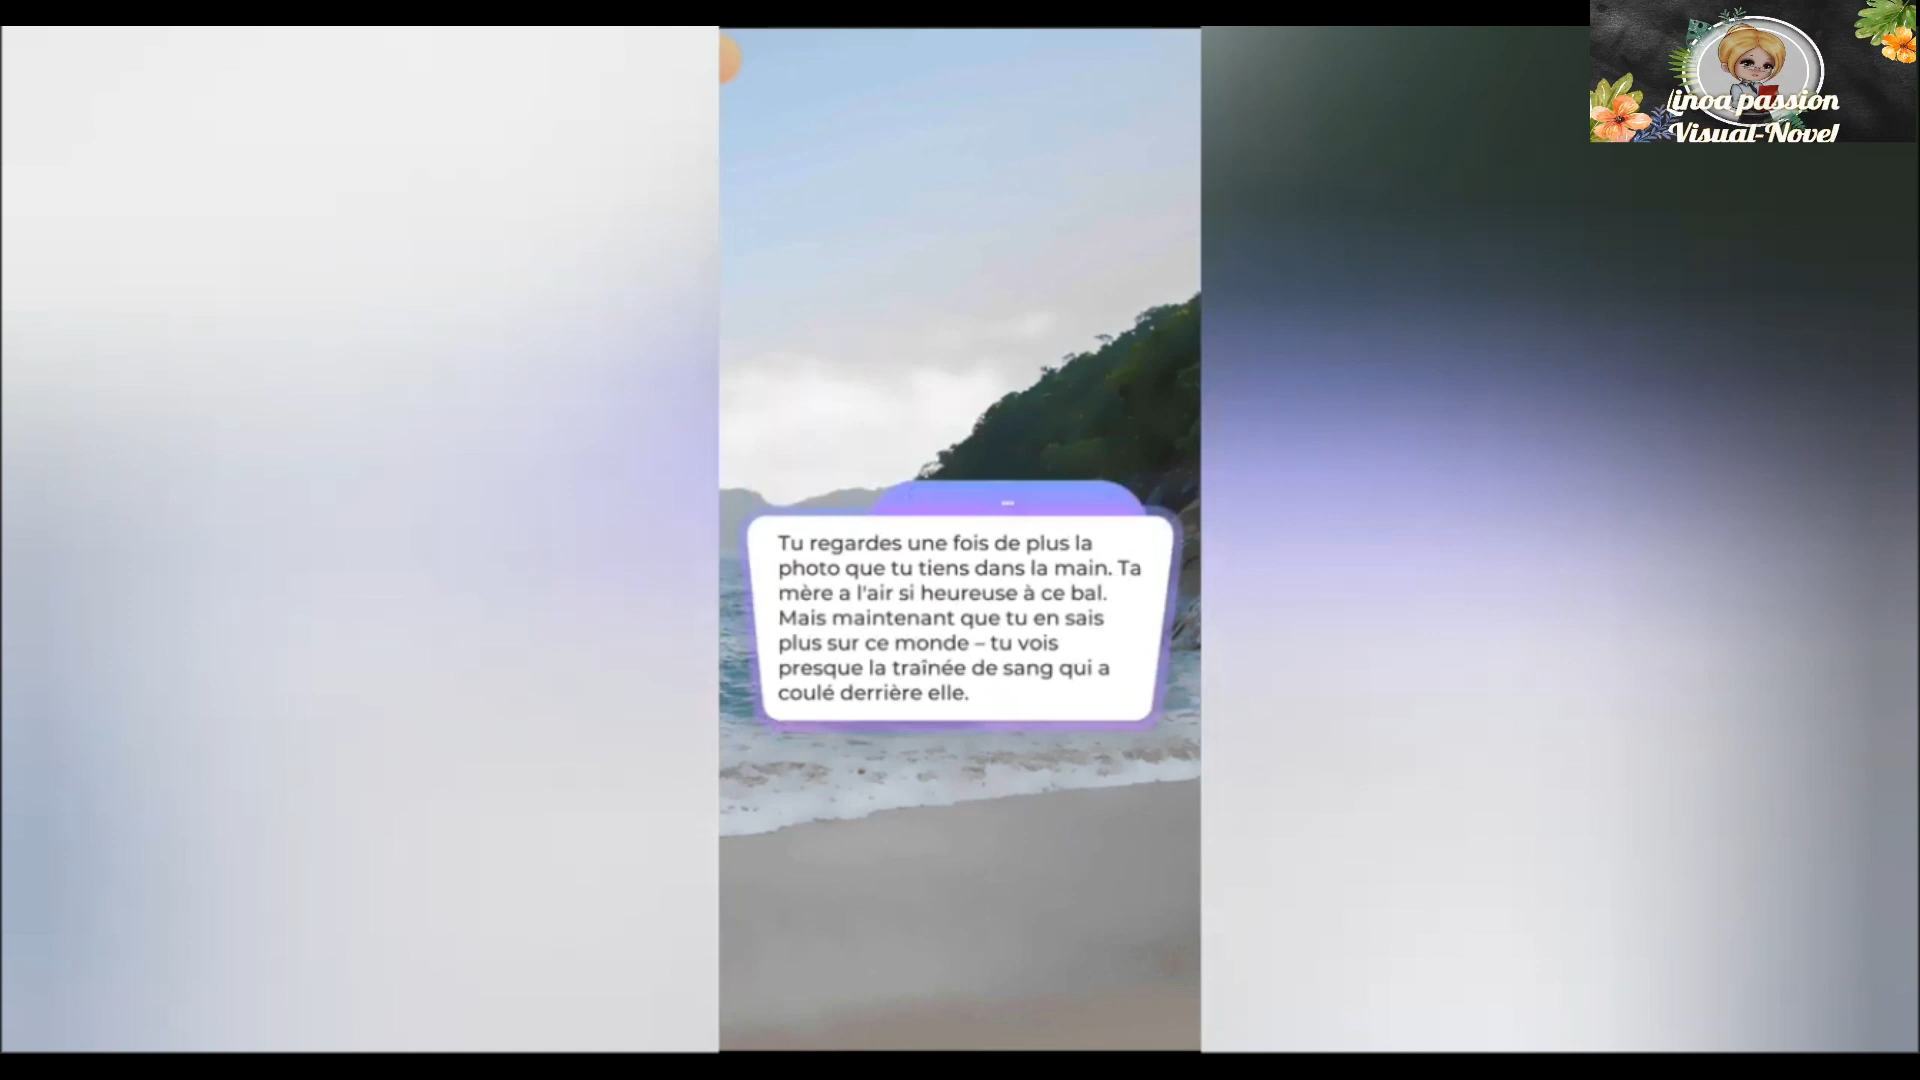 Linoa passion
Visual-Novel
Tu regardes une fois de plus la
photo que tu tiens dans la main. Ta
mère a l'air si heureuse à ce bal.
Mais maintenant que tu en sais
plus sur ce monde – tu vois
presque la traînée de sang qui a
coulé derrière elle.